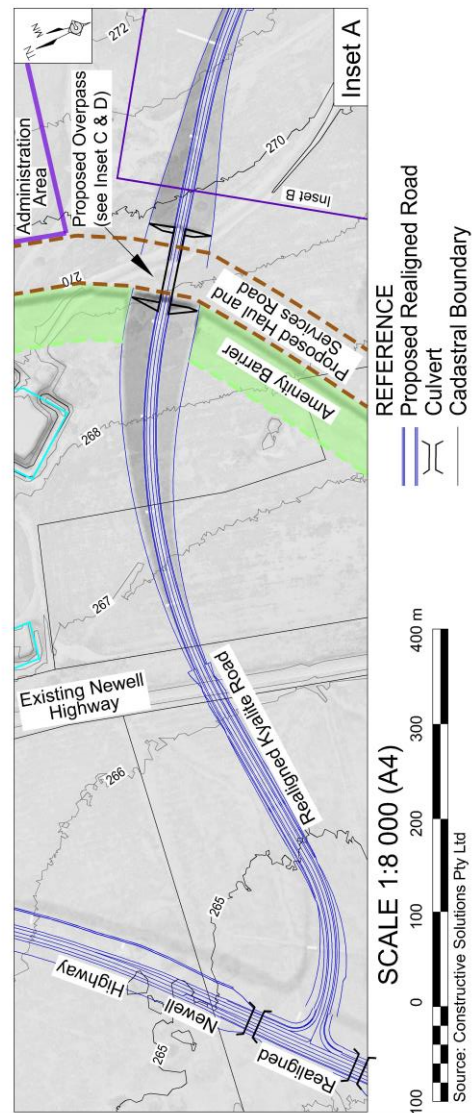 TN
MN
272
Administration
Area
Proposed Overpass
(see Inset C & D)
Inset A
270
Inset B
270
Proposed Haul and
Services Road
Amenity Barrier
268
267
Existing Newell
Highway
266
Realigned Kyalite Road
265
265
Realigned
Newell
Highway
REFERENCE
Proposed Realigned Road
Culvert
Cadastral Boundary
SCALE 1:8 000 (A4)
100 0 100 200 300 400 m
Source: Constructive Solutions Pty Ltd